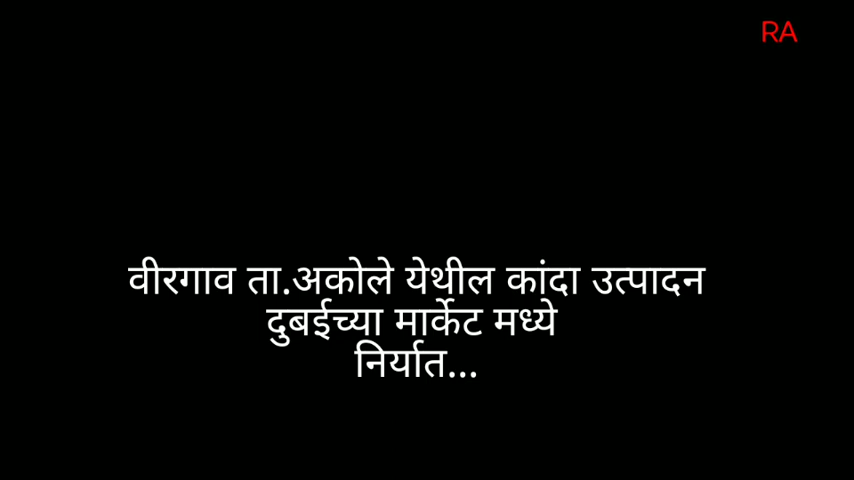 RA
वीरगाव ता.अकोले येथील कांदा उत्पादन
दुबईच्या मार्केट मध्ये
निर्यात...